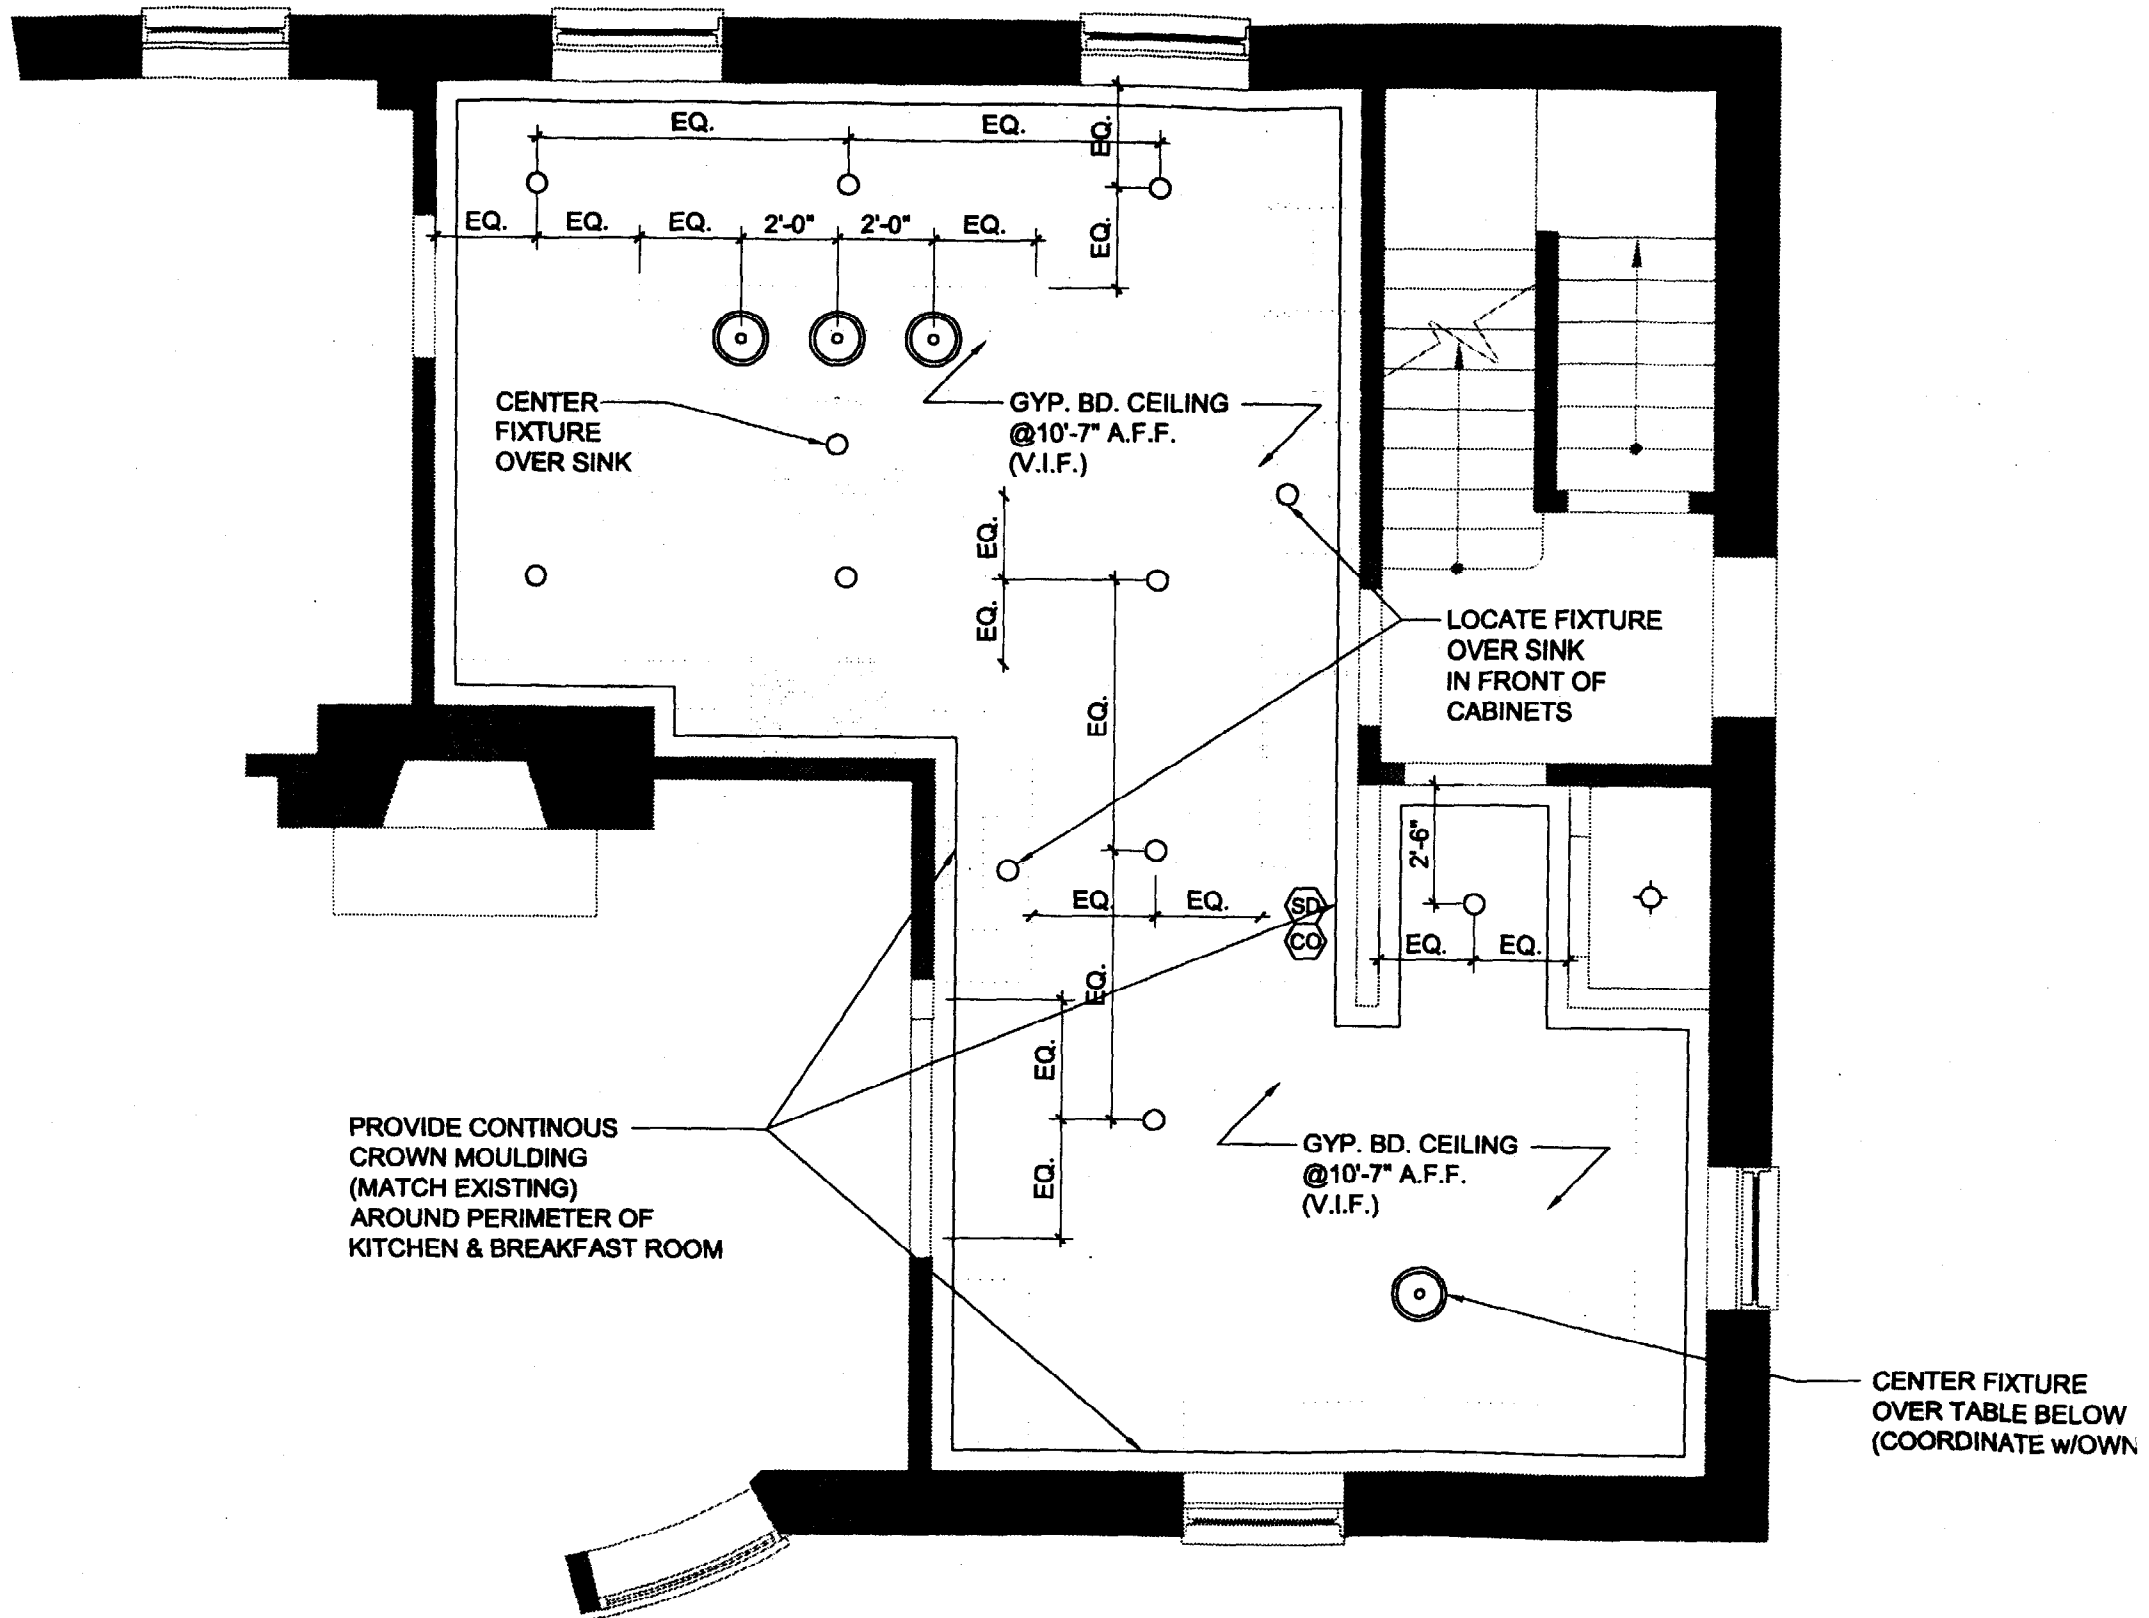 EQ.
EQ.
EQ.
EQ.
EQ.
EQ.
EQ.
2'-0"
2'-0"
EQ.
CENTER
FIXTURE
OVER SINK
GYP. BD. CEILING
@10'-7" A.F.F.
(V.I.F.)
EQ.
EQ.
LOCATE FIXTURE
OVER SINK
IN FRONT OF
CABINETS
EQ.
2'-6"
EQ.
EQ.
SD
CO
EQ.
EQ.
EQ.
EQ.
EQ.
PROVIDE CONTINOUS
CROWN MOULDING
(MATCH EXISTING)
AROUND PERIMETER OF
KITCHEN & BREAKFAST ROOM
GYP. BD. CEILING
@10'-7" A.F.F.
(V.I.F.)
CENTER FIXTURE
OVER TABLE BELOW
(COORDINATE w/OWN